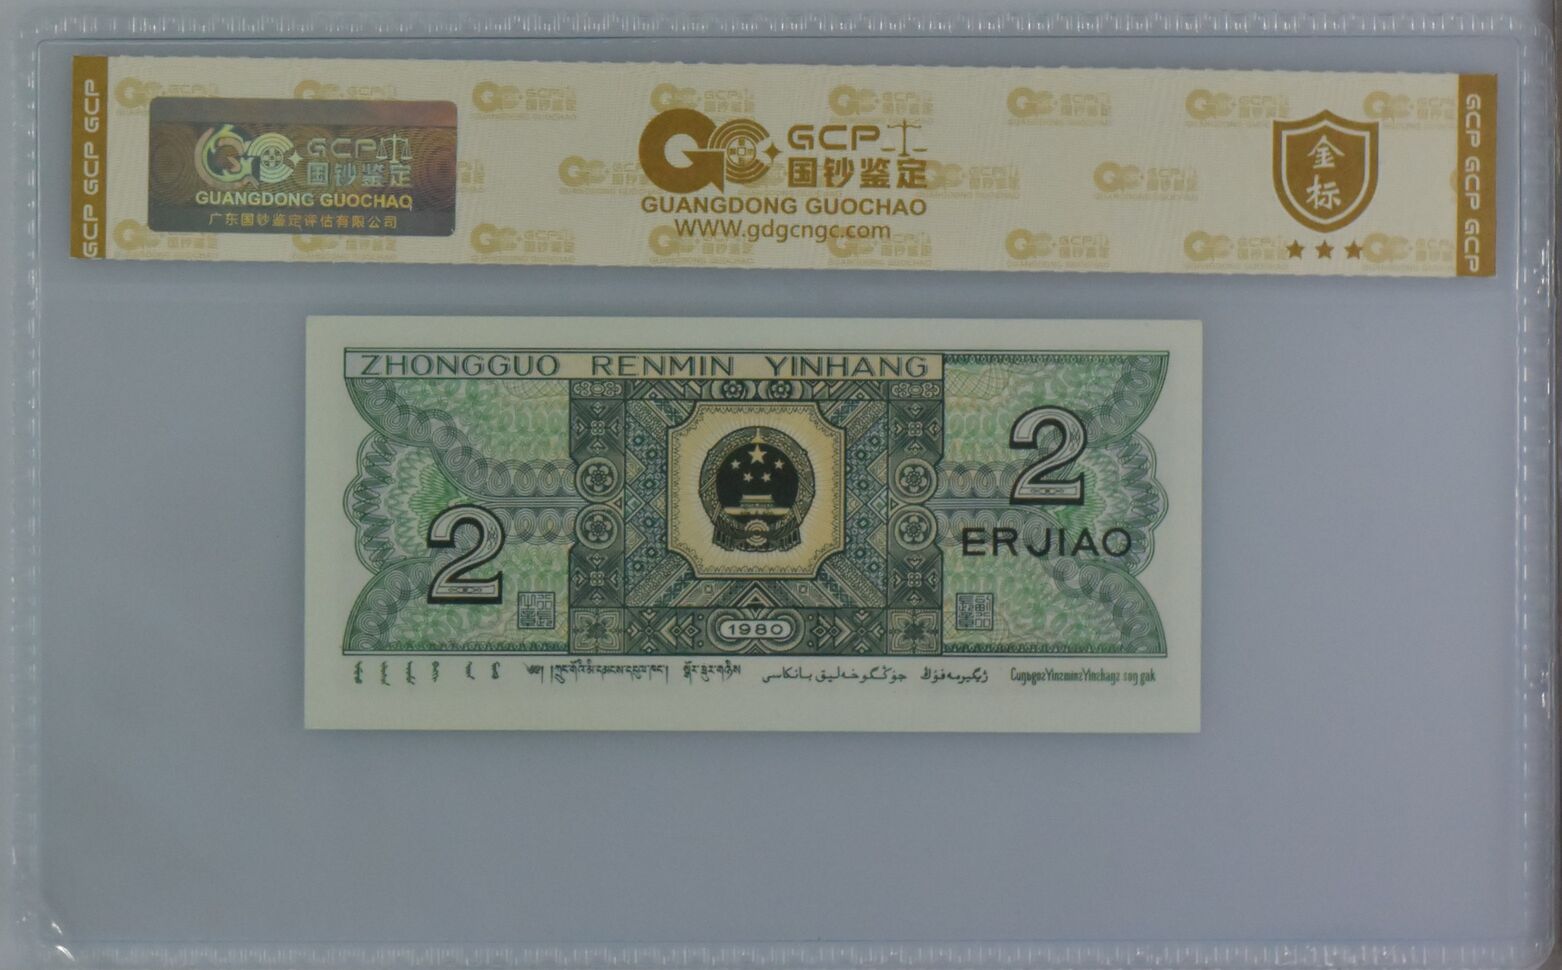 GCP GCP GCP
GCP
国钞鉴定
GUANGDONG GUOCHAO
广东国钞鉴定评估有限公司
GCP
国钞鉴定
GUANGDONG GUOCHAO
WWW.gdgcngc.com
金标
GCP GCP GCP
ZHONGGUO RENMIN YINHANG
2
2
ERJIAO
1980